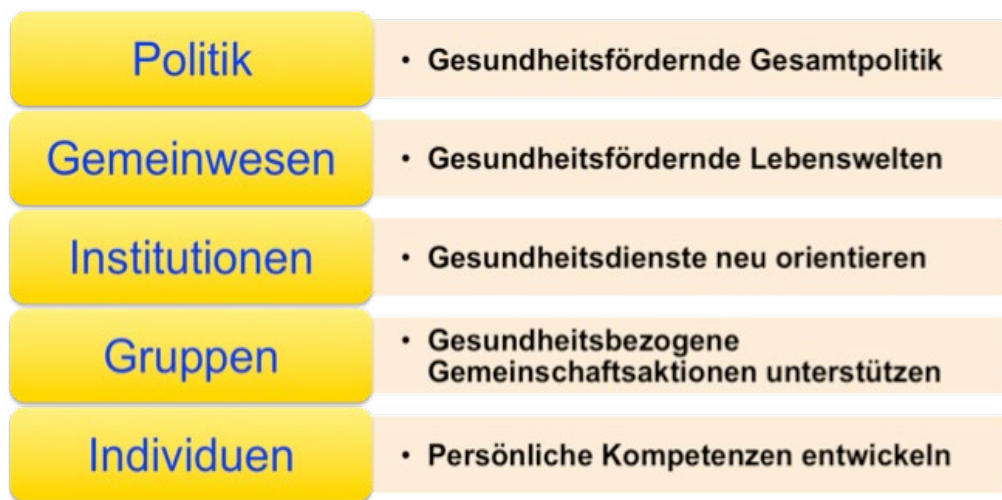 Politik
• Gesundheitsfördernde Gesamtpolitik
Gemeinwesen
• Gesundheitsfördernde Lebenswelten
Institutionen
• Gesundheitsdienste neu orientieren
Gruppen
• Gesundheitsbezogene
Gemeinschaftsaktionen unterstützen
Individuen
• Persönliche Kompetenzen entwickeln